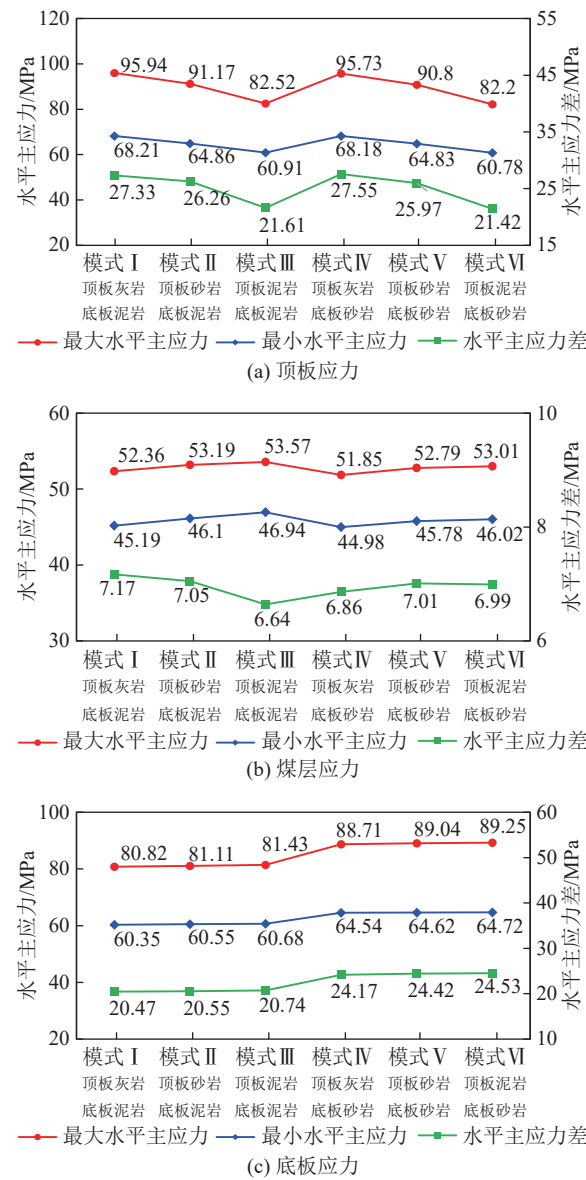 水平主应力/MPa
水平主应力差/MPa
120
100
80
60
40
20
55
45
35
25
15
95.94 91.17 82.52 95.73 90.8 82.2
68.21 64.86 60.91 68.18 64.83 60.78
27.33 26.26 21.61 27.55 25.97 21.42
模式Ⅰ 模式Ⅱ 模式Ⅲ 模式Ⅳ 模式Ⅴ 模式Ⅵ
顶板灰岩 顶板砂岩 顶板泥岩 顶板灰岩 顶板砂岩 顶板泥岩
底板泥岩 底板泥岩 底板泥岩 底板砂岩 底板砂岩 底板砂岩
最大水平主应力 最小水平主应力 水平主应力差
(a) 顶板应力
水平主应力/MPa
水平主应力差/MPa
60
50
40
30
10
8
6
52.36 53.19 53.57 51.85 52.79 53.01
45.19 46.1 46.94 44.98 45.78 46.02
7.17 7.05 6.64 6.86 7.01 6.99
模式Ⅰ 模式Ⅱ 模式Ⅲ 模式Ⅳ 模式Ⅴ 模式Ⅵ
顶板灰岩 顶板砂岩 顶板泥岩 顶板灰岩 顶板砂岩 顶板泥岩
底板泥岩 底板泥岩 底板泥岩 底板砂岩 底板砂岩 底板砂岩
最大水平主应力 最小水平主应力 水平主应力差
(b) 煤层应力
水平主应力/MPa
水平主应力差/MPa
100
80
60
40
20
60
50
40
30
20
10
80.82 81.11 81.43 88.71 89.04 89.25
60.35 60.55 60.68 64.54 64.62 64.72
20.47 20.55 20.74 24.17 24.42 24.53
模式Ⅰ 模式Ⅱ 模式Ⅲ 模式Ⅳ 模式Ⅴ 模式Ⅵ
顶板灰岩 顶板砂岩 顶板泥岩 顶板灰岩 顶板砂岩 顶板泥岩
底板泥岩 底板泥岩 底板泥岩 底板砂岩 底板砂岩 底板砂岩
最大水平主应力 最小水平主应力 水平主应力差
(c) 底板应力